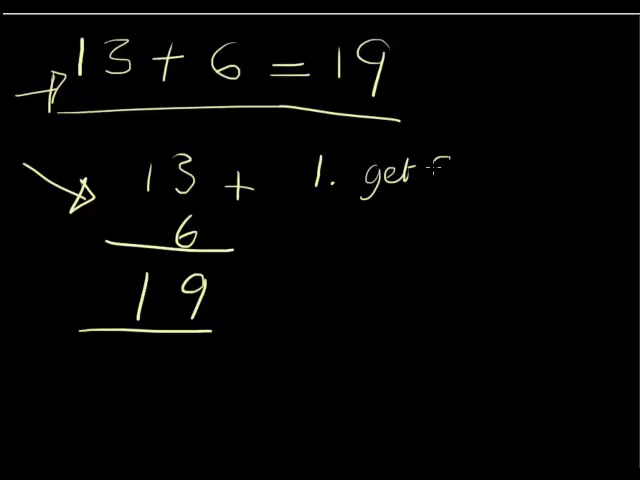 13 + 6 = 19
13 +
6
19
1. get